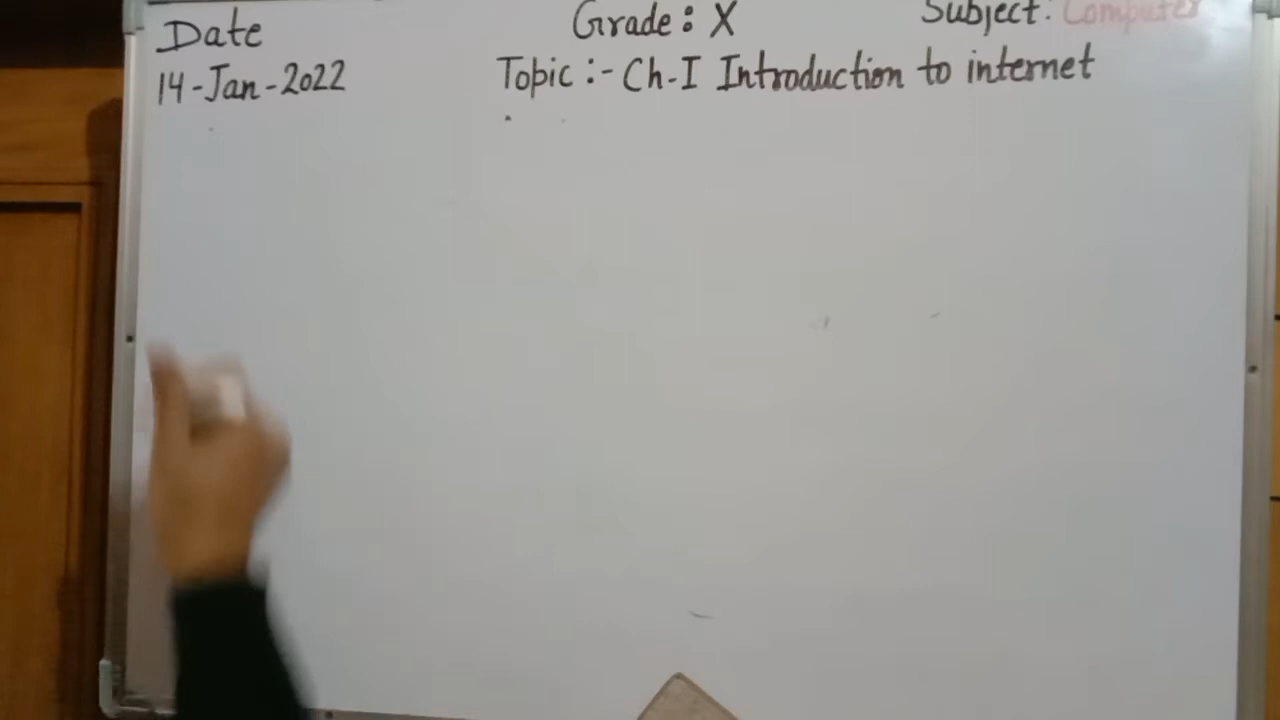 Date Grade : X Subject: Computer
14-Jan-2022 Topic :- Ch-I Introduction to internet